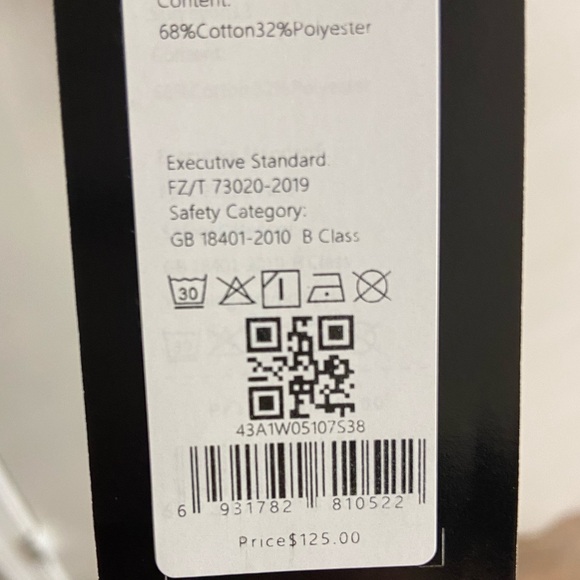 Content:
68%Cotton32%Polyester
Executive Standard
FZ/T 73020-2019
Safety Category:
GB 18401-2010 B Class
30
43A1W05107S38
6 931782 810522
Price$125.00